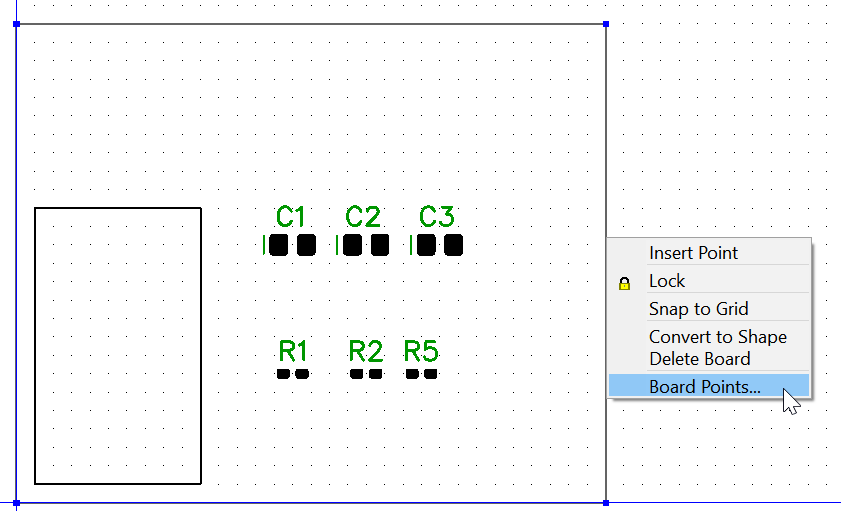 C1 C2 C3
R1 R2 R5
Insert Point
Lock
Snap to Grid
Convert to Shape
Delete Board
Board Points...